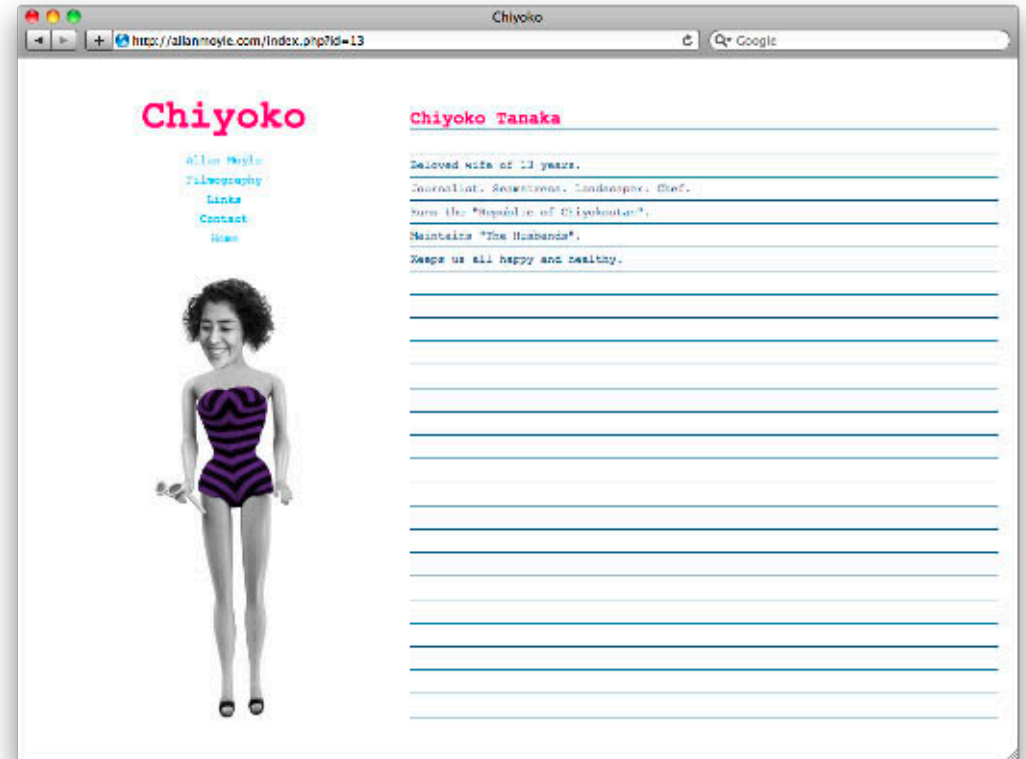 Chiyoko
http://allanmoyle.com/index.php?id=13
Google
Chiyoko
Allan Moyle
Filmography
Links
Contact
Home
Chiyoko Tanaka
Beloved wife of 13 years.
Journalist. Seamstress. Landscaper. Chef.
Runs the "Republic of Chiyokostan".
Maintains "The Husbands".
Keeps us all happy and healthy.